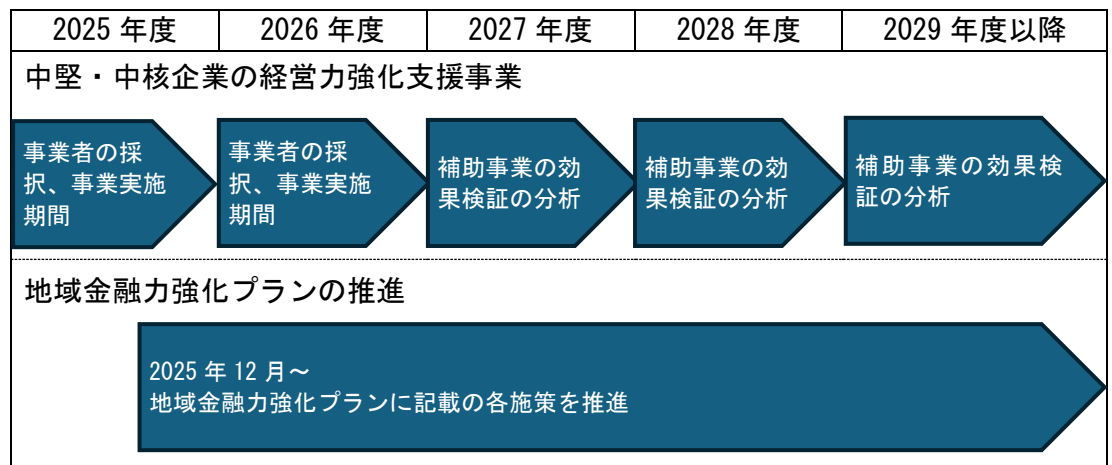 2025 年度
2026 年度
2027 年度
2028 年度
2029 年度以降
中堅・中核企業の経営力強化支援事業
事業者の採
択、事業実施
期間
事業者の採
択、事業実施
期間
補助事業の効
果検証の分析
補助事業の効
果検証の分析
補助事業の効果検
証の分析
地域金融力強化プランの推進
2025 年 12 月～
地域金融力強化プランに記載の各施策を推進